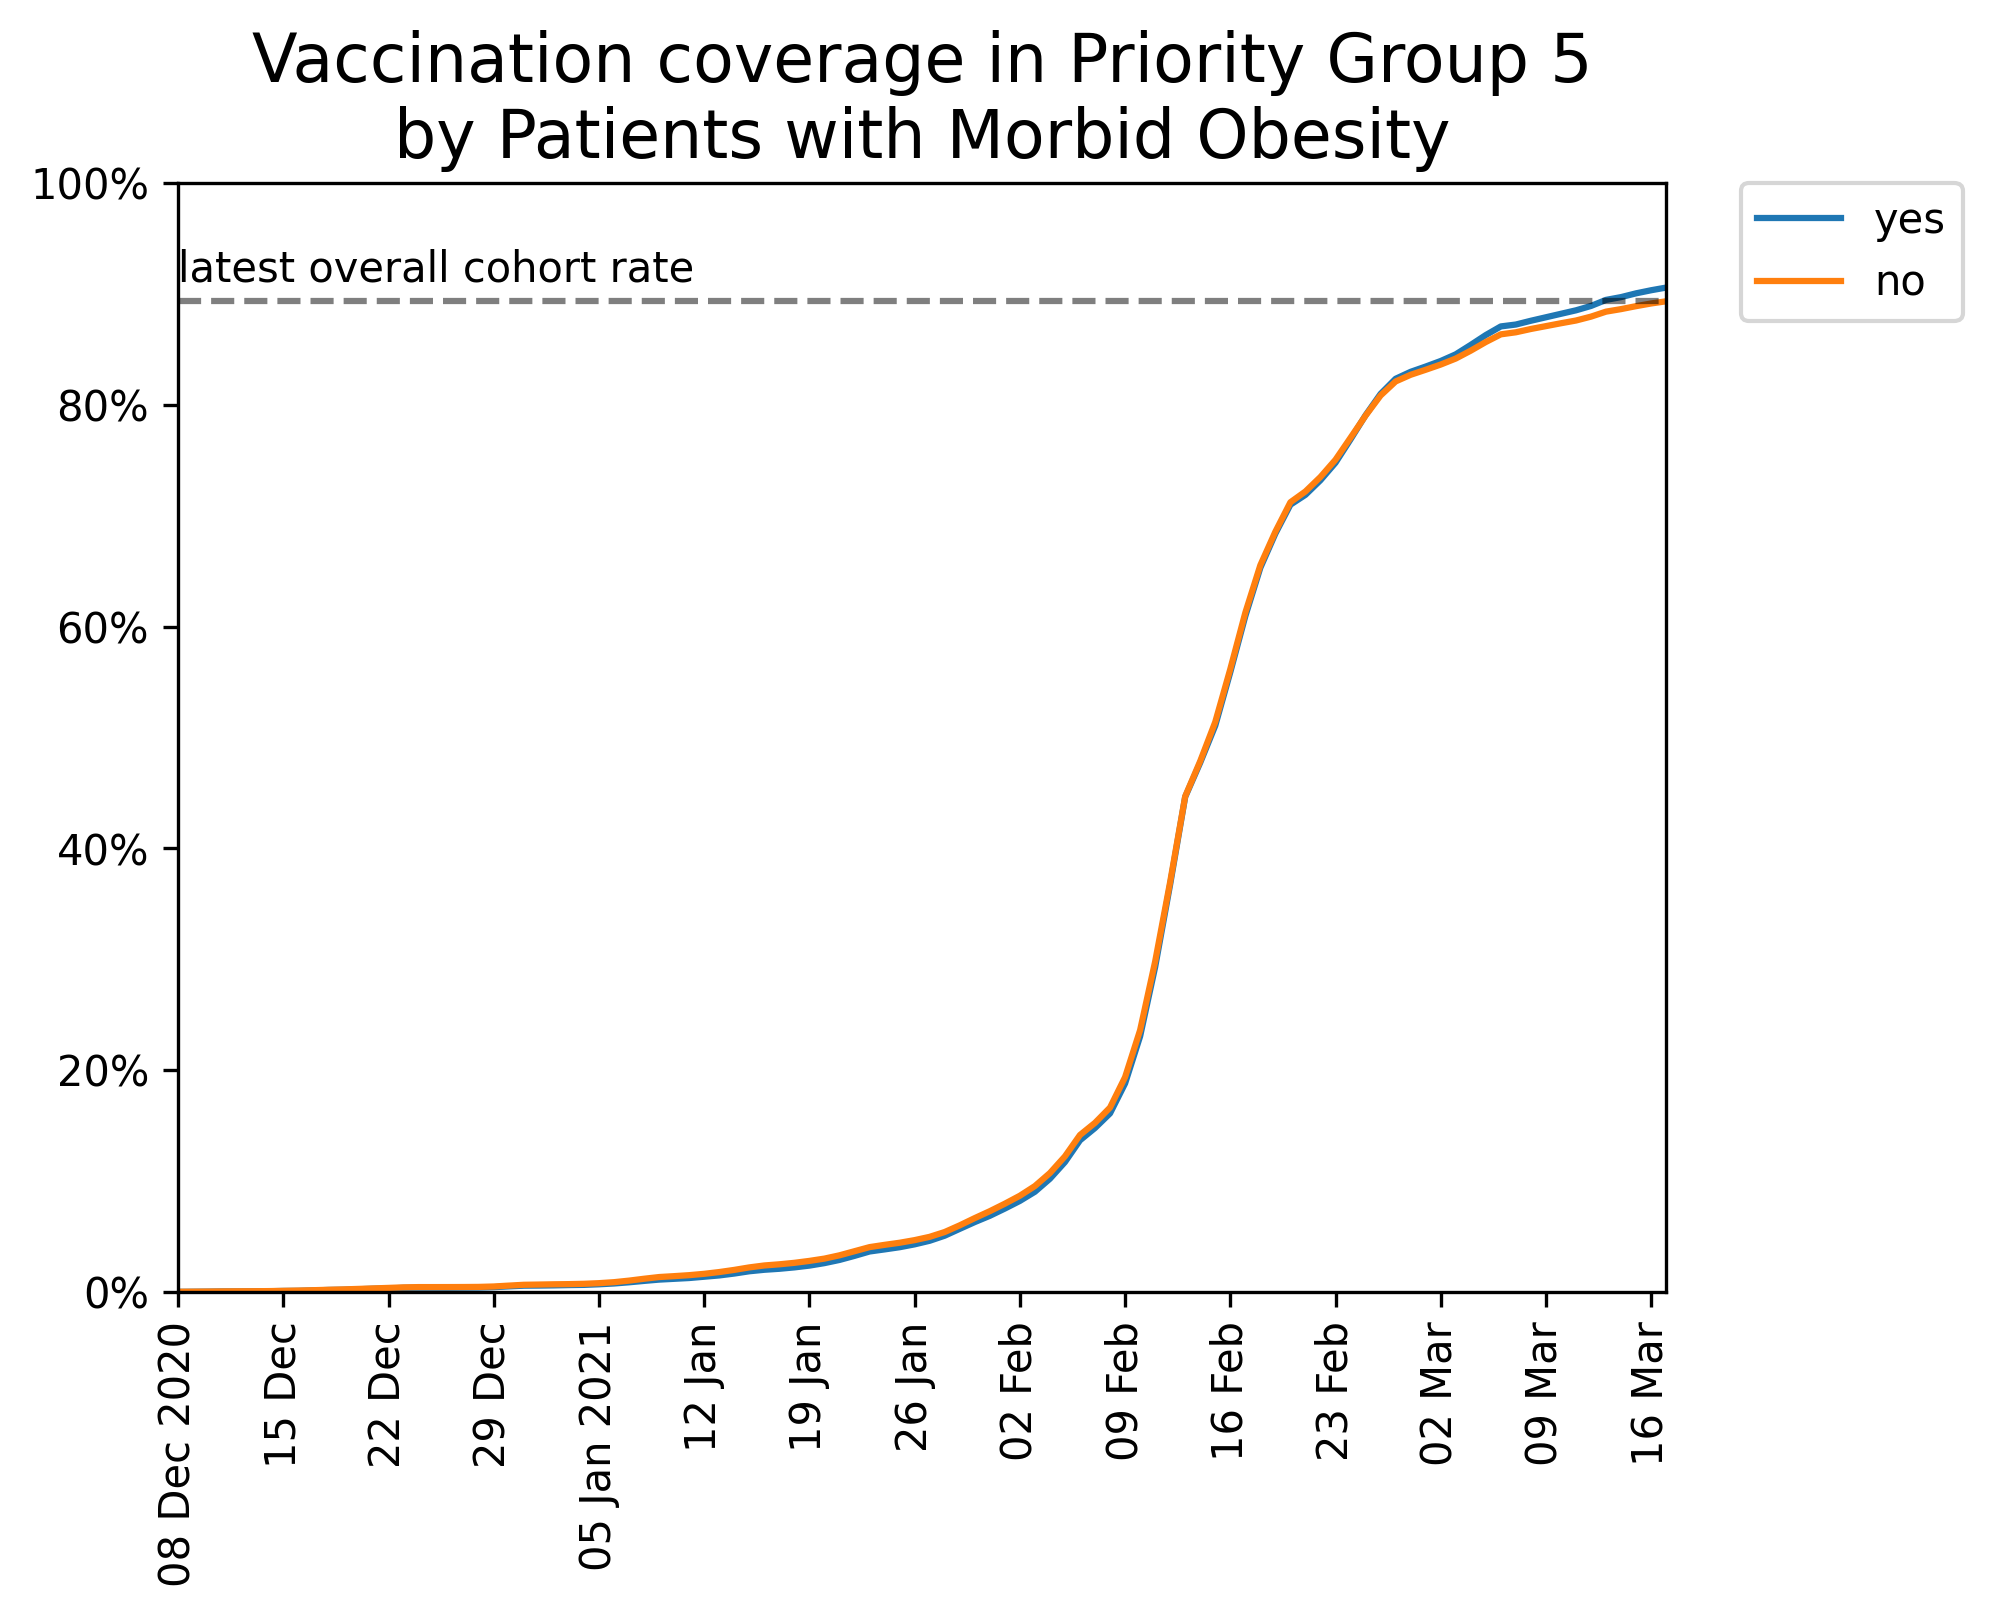 Vaccination coverage in Priority Group 5
by Patients with Morbid Obesity
100%
80%
60%
40%
20%
0%
latest overall cohort rate
yes
no
08 Dec 2020
15 Dec
22 Dec
29 Dec
05 Jan 2021
12 Jan
19 Jan
26 Jan
02 Feb
09 Feb
16 Feb
23 Feb
02 Mar
09 Mar
16 Mar